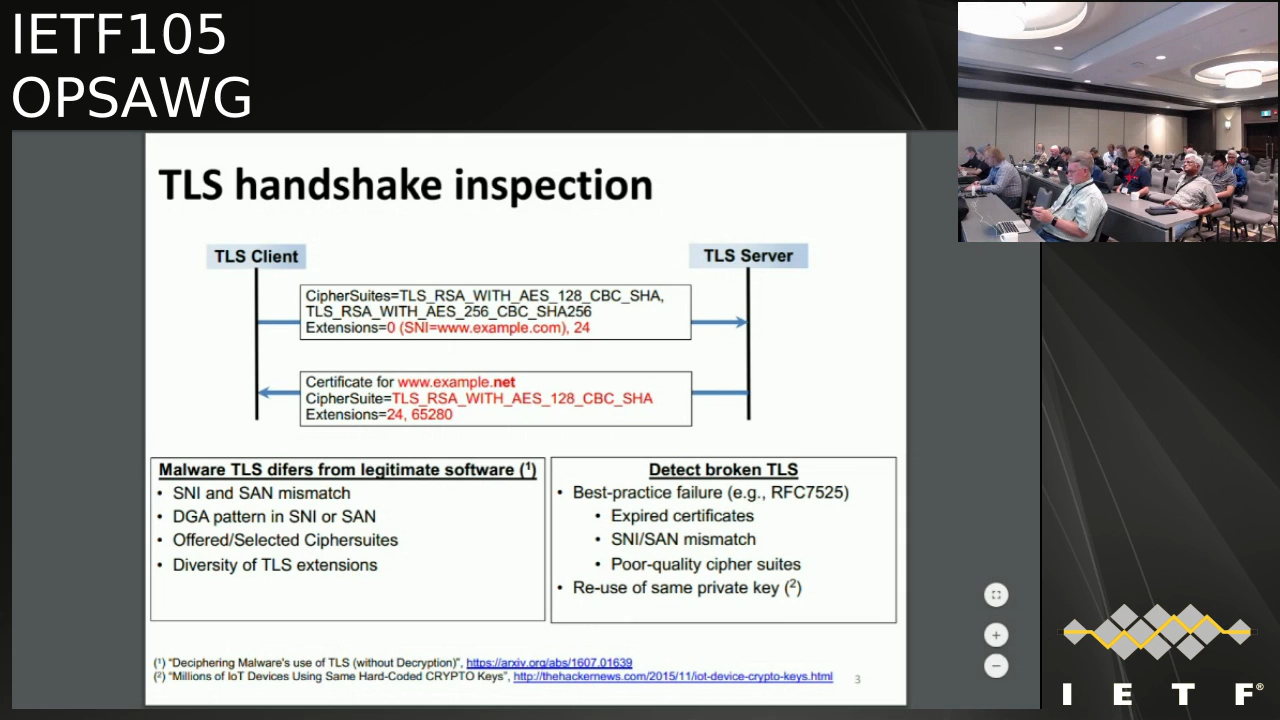 IETF105
OPSAWG
TLS handshake inspection
TLS Client
TLS Server
CipherSuites=TLS_RSA_WITH_AES_128_CBC_SHA,
TLS_RSA_WITH_AES_256_CBC_SHA256
Extensions=0 (SNI=www.example.com), 24
Certificate for www.example.net
CipherSuite=TLS_RSA_WITH_AES_128_CBC_SHA
Extensions=24, 65280
Malware TLS difers from legitimate software (¹)
• SNI and SAN mismatch
• DGA pattern in SNI or SAN
• Offered/Selected Ciphersuites
• Diversity of TLS extensions
Detect broken TLS
• Best-practice failure (e.g., RFC7525)
• Expired certificates
• SNI/SAN mismatch
• Poor-quality cipher suites
• Re-use of same private key (²)
(¹) “Deciphering Malware's use of TLS (without Decryption)”, https://arxiv.org/abs/1607.01639
(²) “Millions of IoT Devices Using Same Hard-Coded CRYPTO Keys”, http://thehackernews.com/2015/11/iot-device-crypto-keys.html
3
I E T F®